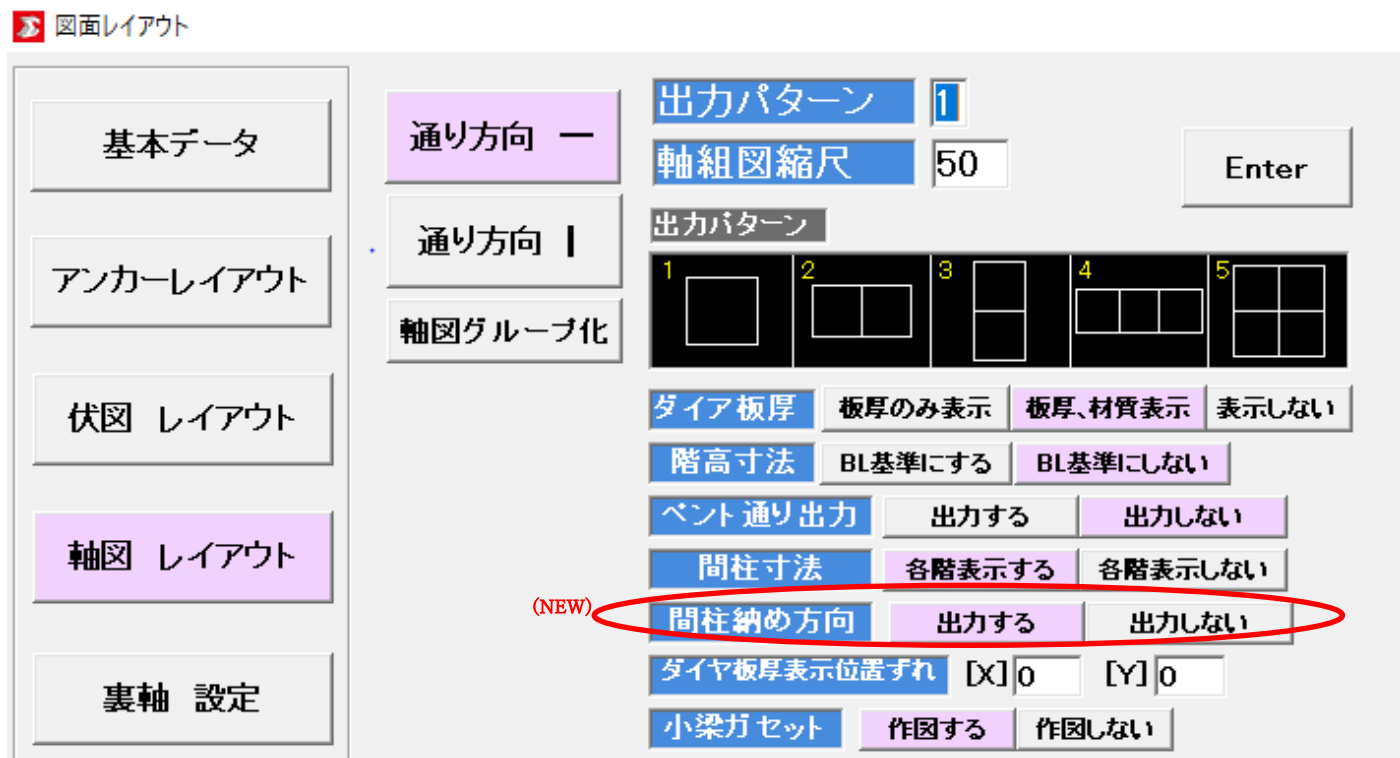 図面レイアウト
基本データ
アンカーレイアウト
伏図 レイアウト
軸図 レイアウト
裏軸 設定
通り方向 ー
通り方向 |
軸図グループ化
出力パターン 1
軸組図縮尺 50
Enter
出力パターン
1 2 3 4 5
ダイア板厚 板厚のみ表示 板厚、材質表示 表示しない
階高寸法 BL基準にする BL基準にしない
ベント通り出力 出力する 出力しない
間柱寸法 各階表示する 各階表示しない
(NEW) 間柱納め方向 出力する 出力しない
ダイヤ板厚表示位置ずれ [X] 0 [Y] 0
小梁ガセット 作図する 作図しない